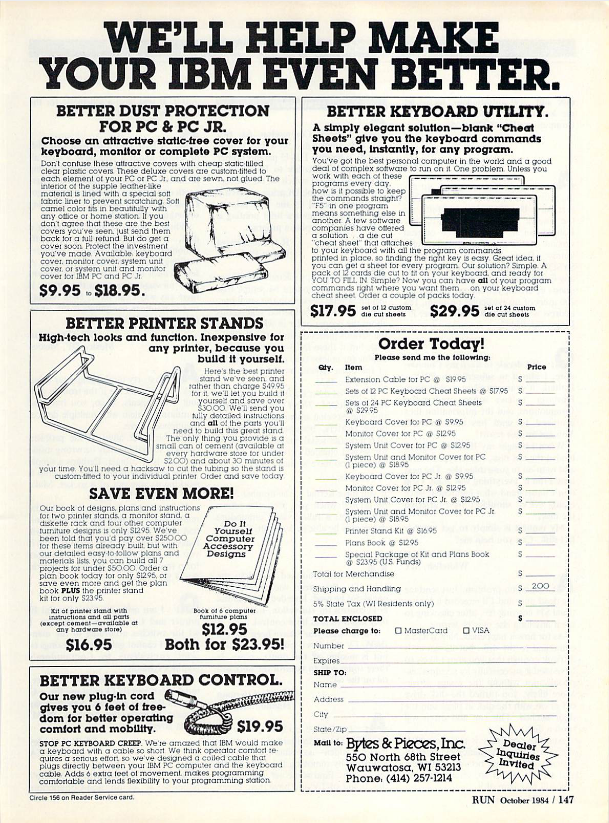 WE'LL HELP MAKE
YOUR IBM EVEN BETTER.
BETTER DUST PROTECTION
FOR PC & PC JR.
Choose an attractive static-free cover for your
keyboard, monitor or complete PC system.
Don't confuse these attractive covers with cheap static-filled
clear plastic covers. These deluxe covers are custom-fitted to
each element of your PC or PC Jr., and are sewn, not glued. The
interior of the supple leather-like
material is lined with a special soft
fabric liner to prevent scratching. Soft
camel color fits in beautifully with
any office or home station. If you
don't agree that these are the best
covers you've seen, just send them
back for a full refund. But do get a
cover soon. Protect the investment
you've made. Available: keyboard
cover, monitor cover, system unit
cover, or system unit and monitor
cover for IBM PC and PC Jr.
$9.95 to $18.95.
BETTER PRINTER STANDS
High-tech looks and function. Inexpensive for
any printer, because you
build it yourself.
Here's the best printer
stand we've seen, and
rather than charge $49.95
for it, we'll let you build it
yourself and save over
$30.00. We'll send you
fully detailed instructions
and all of the parts you'll
need to build this great stand.
The only thing you provide is a
small can of cement (available at
every hardware store for under
$2.00) and about 30 minutes of
your time. You'll need a hacksaw to cut the tubing so the stand is
custom-fitted to your individual printer. Order and save today
SAVE EVEN MORE!
Our book of designs, plans and instructions
for two printer stands, a monitor stand, a
diskette rack and four other computer
furniture designs is only $12.95. We've
been told that you'd pay over $250.00
for these items already built, but with
our detailed easy-to-follow plans and
materials lists, you can build all 7
projects for under $50.00. Order a
plan book today for only $12.95, or
save even more and get the plan
book PLUS the printer stand
kit for only $23.95.
Do It
Yourself
Computer
Accessory
Designs
Kit of printer stand with
instructions and all parts
(except cement—available at
any hardware store)
$16.95
Book of 6 computer
furniture plans
$12.95
Both for $23.95!
BETTER KEYBOARD CONTROL.
Our new plug-in cord
gives you 6 feet of free-
dom for better operating
comfort and mobility.
$19.95
STOP PC KEYBOARD CREEP. We're amazed that IBM would make
a keyboard with a cable so short. We think operator comfort re-
quires a serious effort, so we've designed a coiled cable that
plugs directly between your IBM PC computer and the keyboard
cable. Adds 6 extra feet of movement, makes programming
comfortable and lends flexibility to your programming station.
Circle 156 on Reader Service card.
BETTER KEYBOARD UTILITY.
A simply elegant solution—blank "Cheat
Sheets" give you the keyboard commands
you need, instantly, for any program.
You've got the best personal computer in the world and a good
deal of complex software to run on it. One problem. Unless you
work with each of these
programs every day,
how is it possible to keep
the commands straight?
"F5" in one program
means something else in
another. A few software
companies have offered
a solution a die cut
"cheat sheet" that attaches
to your keyboard with all the program commands
printed in place, so finding the right key is easy. Great idea, if
you can get a sheet for every program. Our solution? Simple. A
pack of 12 cards die cut to fit on your keyboard, and ready for
YOU TO FILL IN. Simple? Now you can have all of your program
commands right where you want them on your keyboard
cheat sheet. Order a couple of packs today.
$17.95 set of 12 custom die cut sheets $29.95 set of 24 custom die cut sheets
Order Today!
Please send me the following:
Qty. Item Price
Extension Cable for PC @ $19.95 $
Sets of 12 PC Keyboard Cheat Sheets @ $17.95 $
Sets of 24 PC Keyboard Cheat Sheets
@ $29.95 $
Keyboard Cover for PC @ $9.95 $
Monitor Cover for PC @ $12.95 $
System Unit Cover for PC @ $12.95 $
System Unit and Monitor Cover for PC
(1 piece) @ $18.95 $
Keyboard Cover for PC Jr. @ $9.95 $
Monitor Cover for PC Jr. @ $12.95 $
System Unit Cover for PC Jr. @ $12.95 $
System Unit and Monitor Cover for PC Jr.
(1 piece) @ $18.95 $
Printer Stand Kit @ $16.95 $
Plans Book @ $12.95 $
Special Package of Kit and Plans Book
@ $23.95 (U.S. Funds) $
Total for Merchandise $
Shipping and Handling $ 2.00
5% State Tax (WI Residents only) $
TOTAL ENCLOSED $
Please charge to: MasterCard VISA
Number
Expires
SHIP TO:
Name
Address
City
State/Zip
Mail to: Bytes & Pieces, Inc.
550 North 68th Street
Wauwatosa, WI 53213
Phone: (414) 257-1214
Dealer
Inquiries
Invited
RUN October 1984 / 147